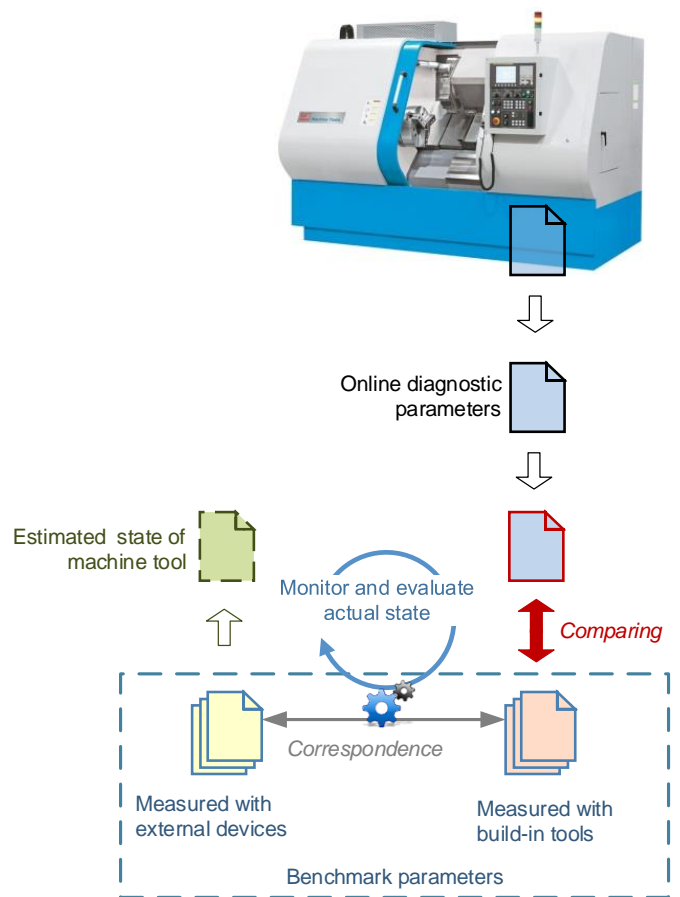 Online diagnostic
parameters
Estimated state of
machine tool
Monitor and evaluate
actual state
Comparing
Correspondence
Measured with
external devices
Measured with
build-in tools
Benchmark parameters